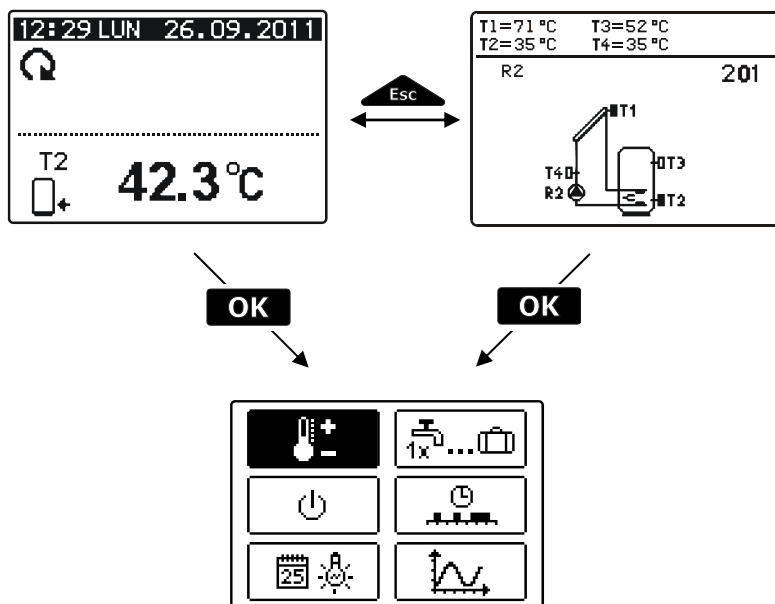 12:29 LUN 26.09.2011
T2
42.3°C
Esc
T1=71°C T3=52°C
T2=35°C T4=35°C
R2 201
T1
T4
T3
R2
T2
OK
OK
1x ...
25